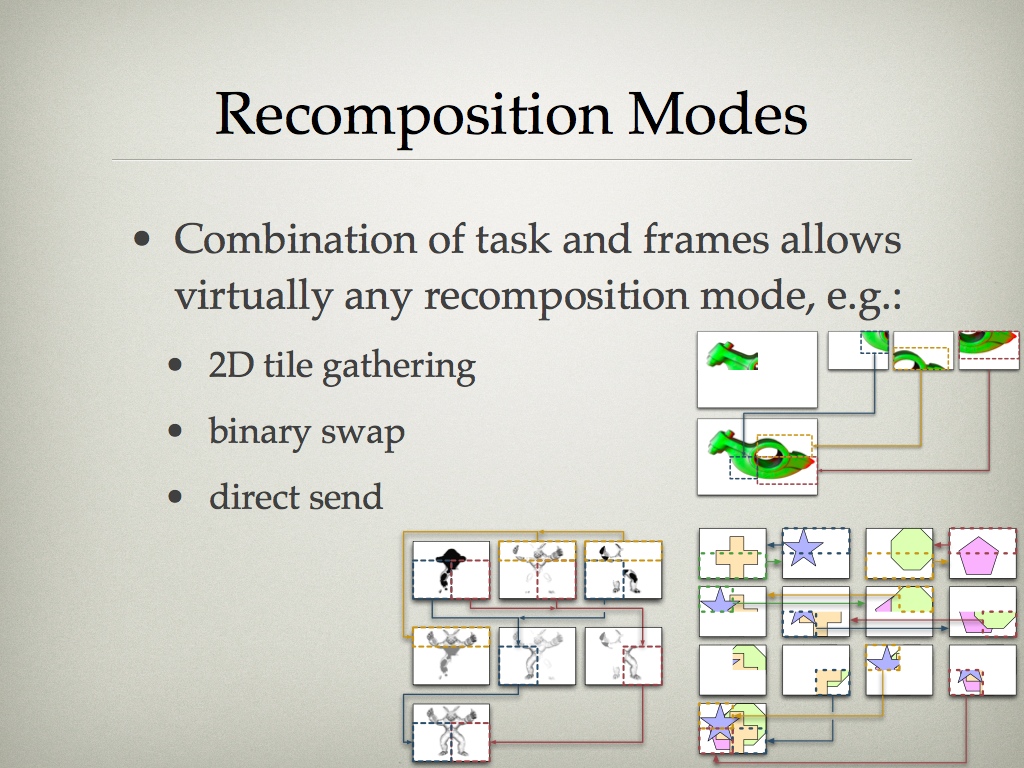 Recomposition Modes
• Combination of task and frames allows
virtually any recomposition mode, e.g.:
• 2D tile gathering
• binary swap
• direct send